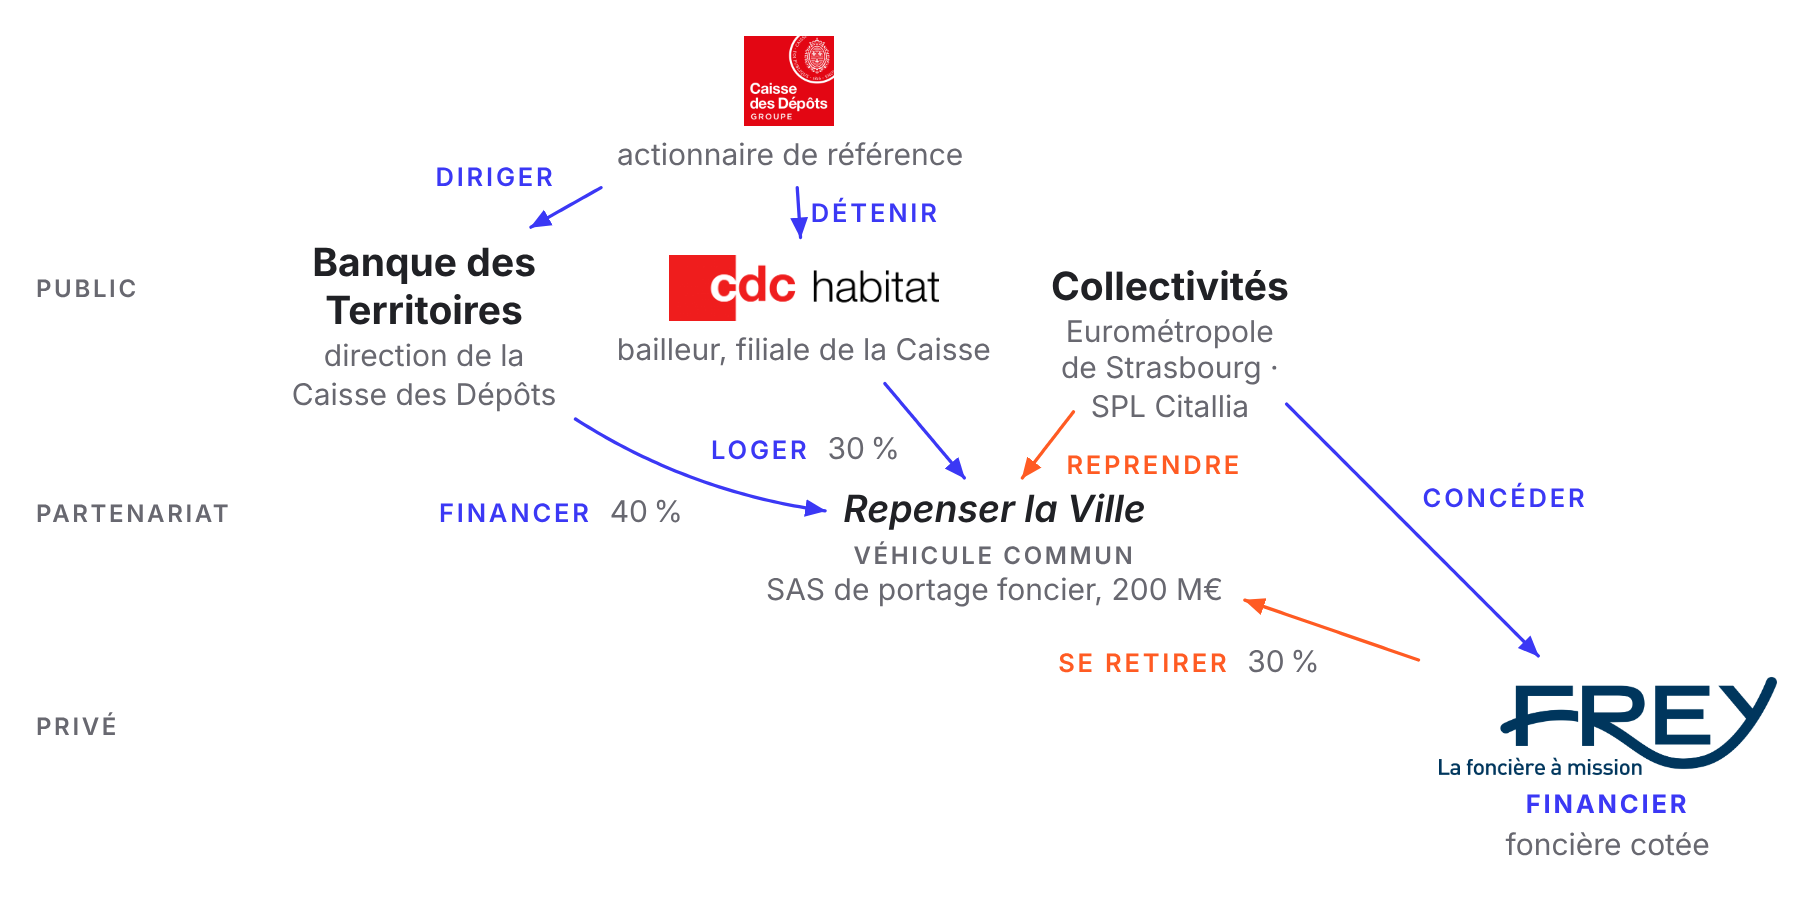 Caisse
des Dépôts
GROUPE
actionnaire de référence
DIRIGER
DÉTENIR
PUBLIC
Banque des
Territoires
direction de la
Caisse des Dépôts
cdc habitat
bailleur, filiale de la Caisse
Collectivités
Eurométropole
de Strasbourg ·
SPL Citallia
LOGER 30 %
REPRENDRE
CONCÉDER
PARTENARIAT
FINANCER 40 %
Repenser la Ville
VÉHICULE COMMUN
SAS de portage foncier, 200 M€
SE RETIRER 30 %
PRIVÉ
FREY
La foncière à mission
FINANCIER
foncière cotée